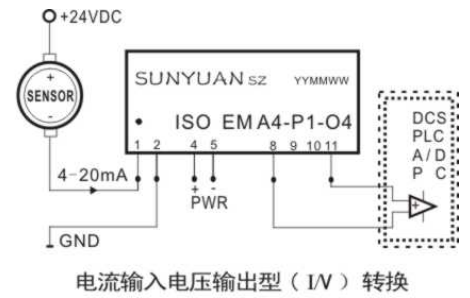 +24VDC
+
SENSOR
-
SUNYUAN SZ YYMMWW
ISO EM A4-P1-O4
1 2 4 5 8 9 10 11
4-20mA
+ -
PWR
GND
DCS
PLC
A/D
P C
+
电流输入电压输出型（I/V）转换